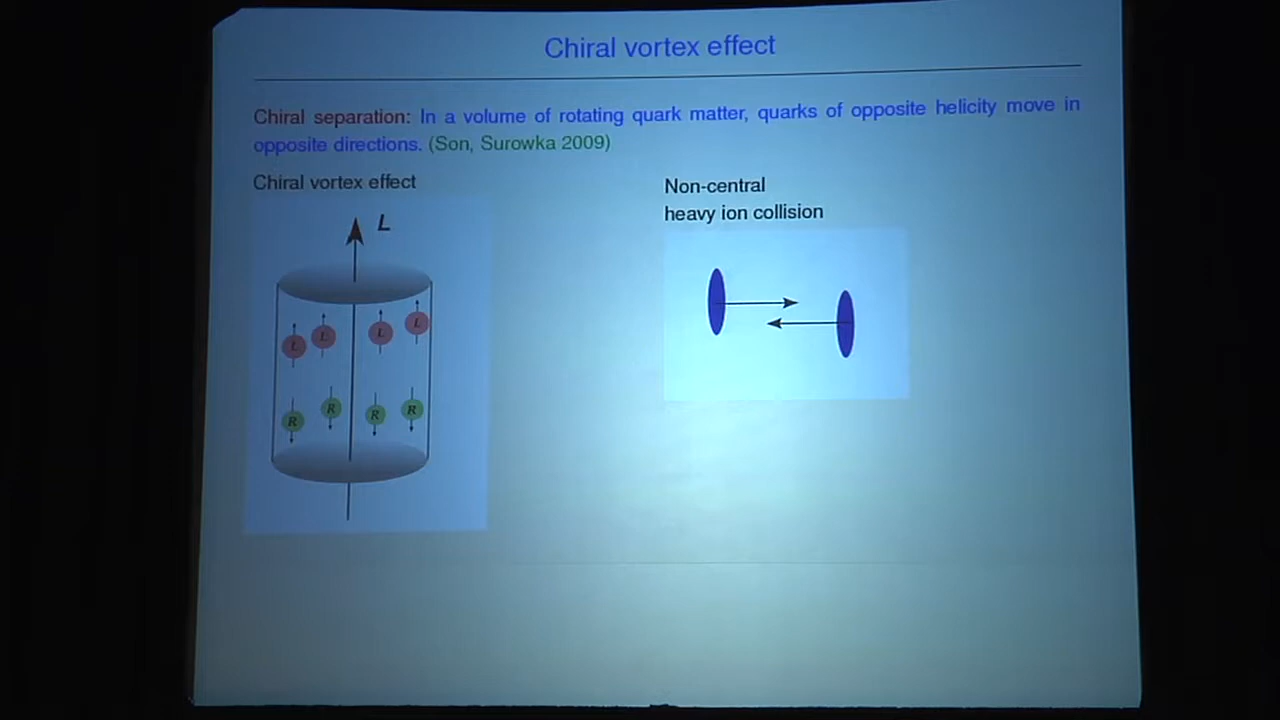 Chiral vortex effect
Chiral separation: In a volume of rotating quark matter, quarks of opposite helicity move in
opposite directions. (Son, Surowka 2009)
Chiral vortex effect
Non-central
heavy ion collision
L
L L L L
R R R R